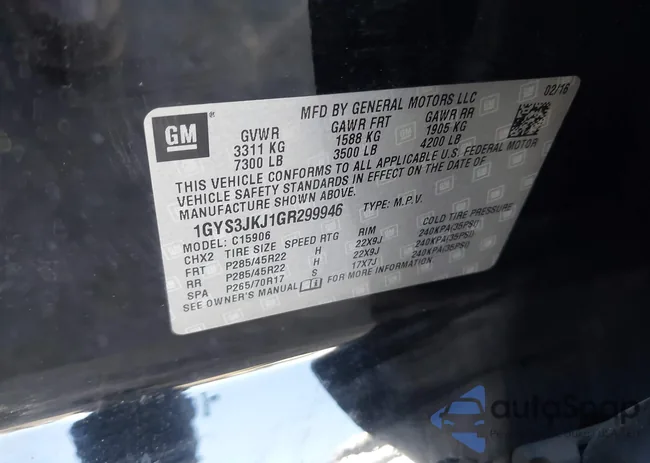 GM
MFD BY GENERAL MOTORS LLC
02/16
GVWR GAWR FRT GAWR RR
3311 KG 1588 KG 1905 KG
7300 LB 3500 LB 4200 LB
THIS VEHICLE CONFORMS TO ALL APPLICABLE U.S. FEDERAL MOTOR
VEHICLE SAFETY STANDARDS IN EFFECT ON THE DATE OF
MANUFACTURE SHOWN ABOVE.
1GYS3JKJ1GR299946 TYPE: M.P.V.
MODEL: C15906
CHX2 TIRE SIZE SPEED RTG RIM COLD TIRE PRESSURE
FRT P285/45R22 H 22X9J 240KPA(35PSI)
RR P285/45R22 H 22X9J 240KPA(35PSI)
SPA P265/70R17 S 17X7J 240KPA(35PSI)
SEE OWNER'S MANUAL FOR MORE INFORMATION.
autoSnap